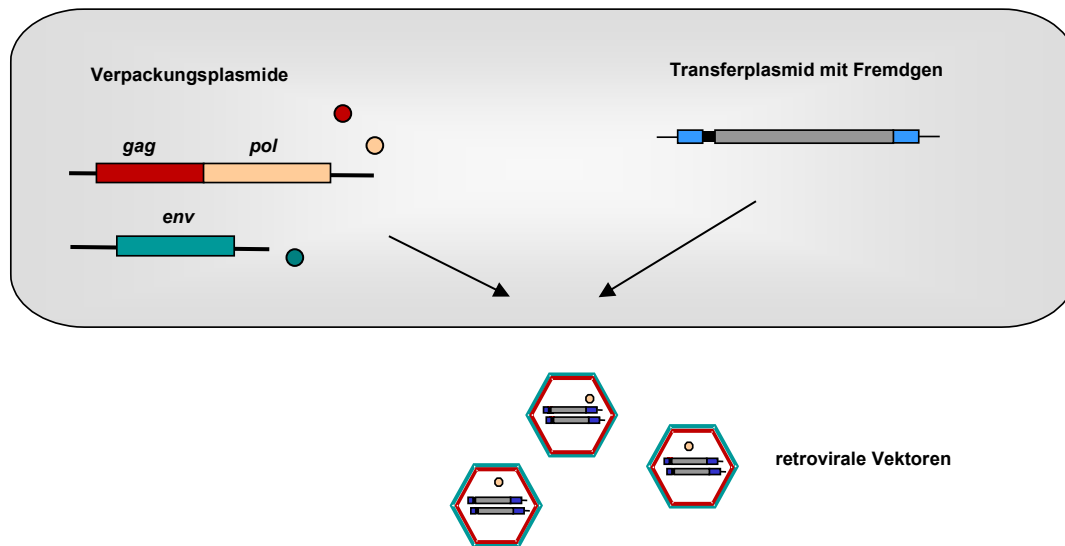 Verpackungsplasmide
Transferplasmid mit Fremdgen
gag pol
env
retrovirale Vektoren